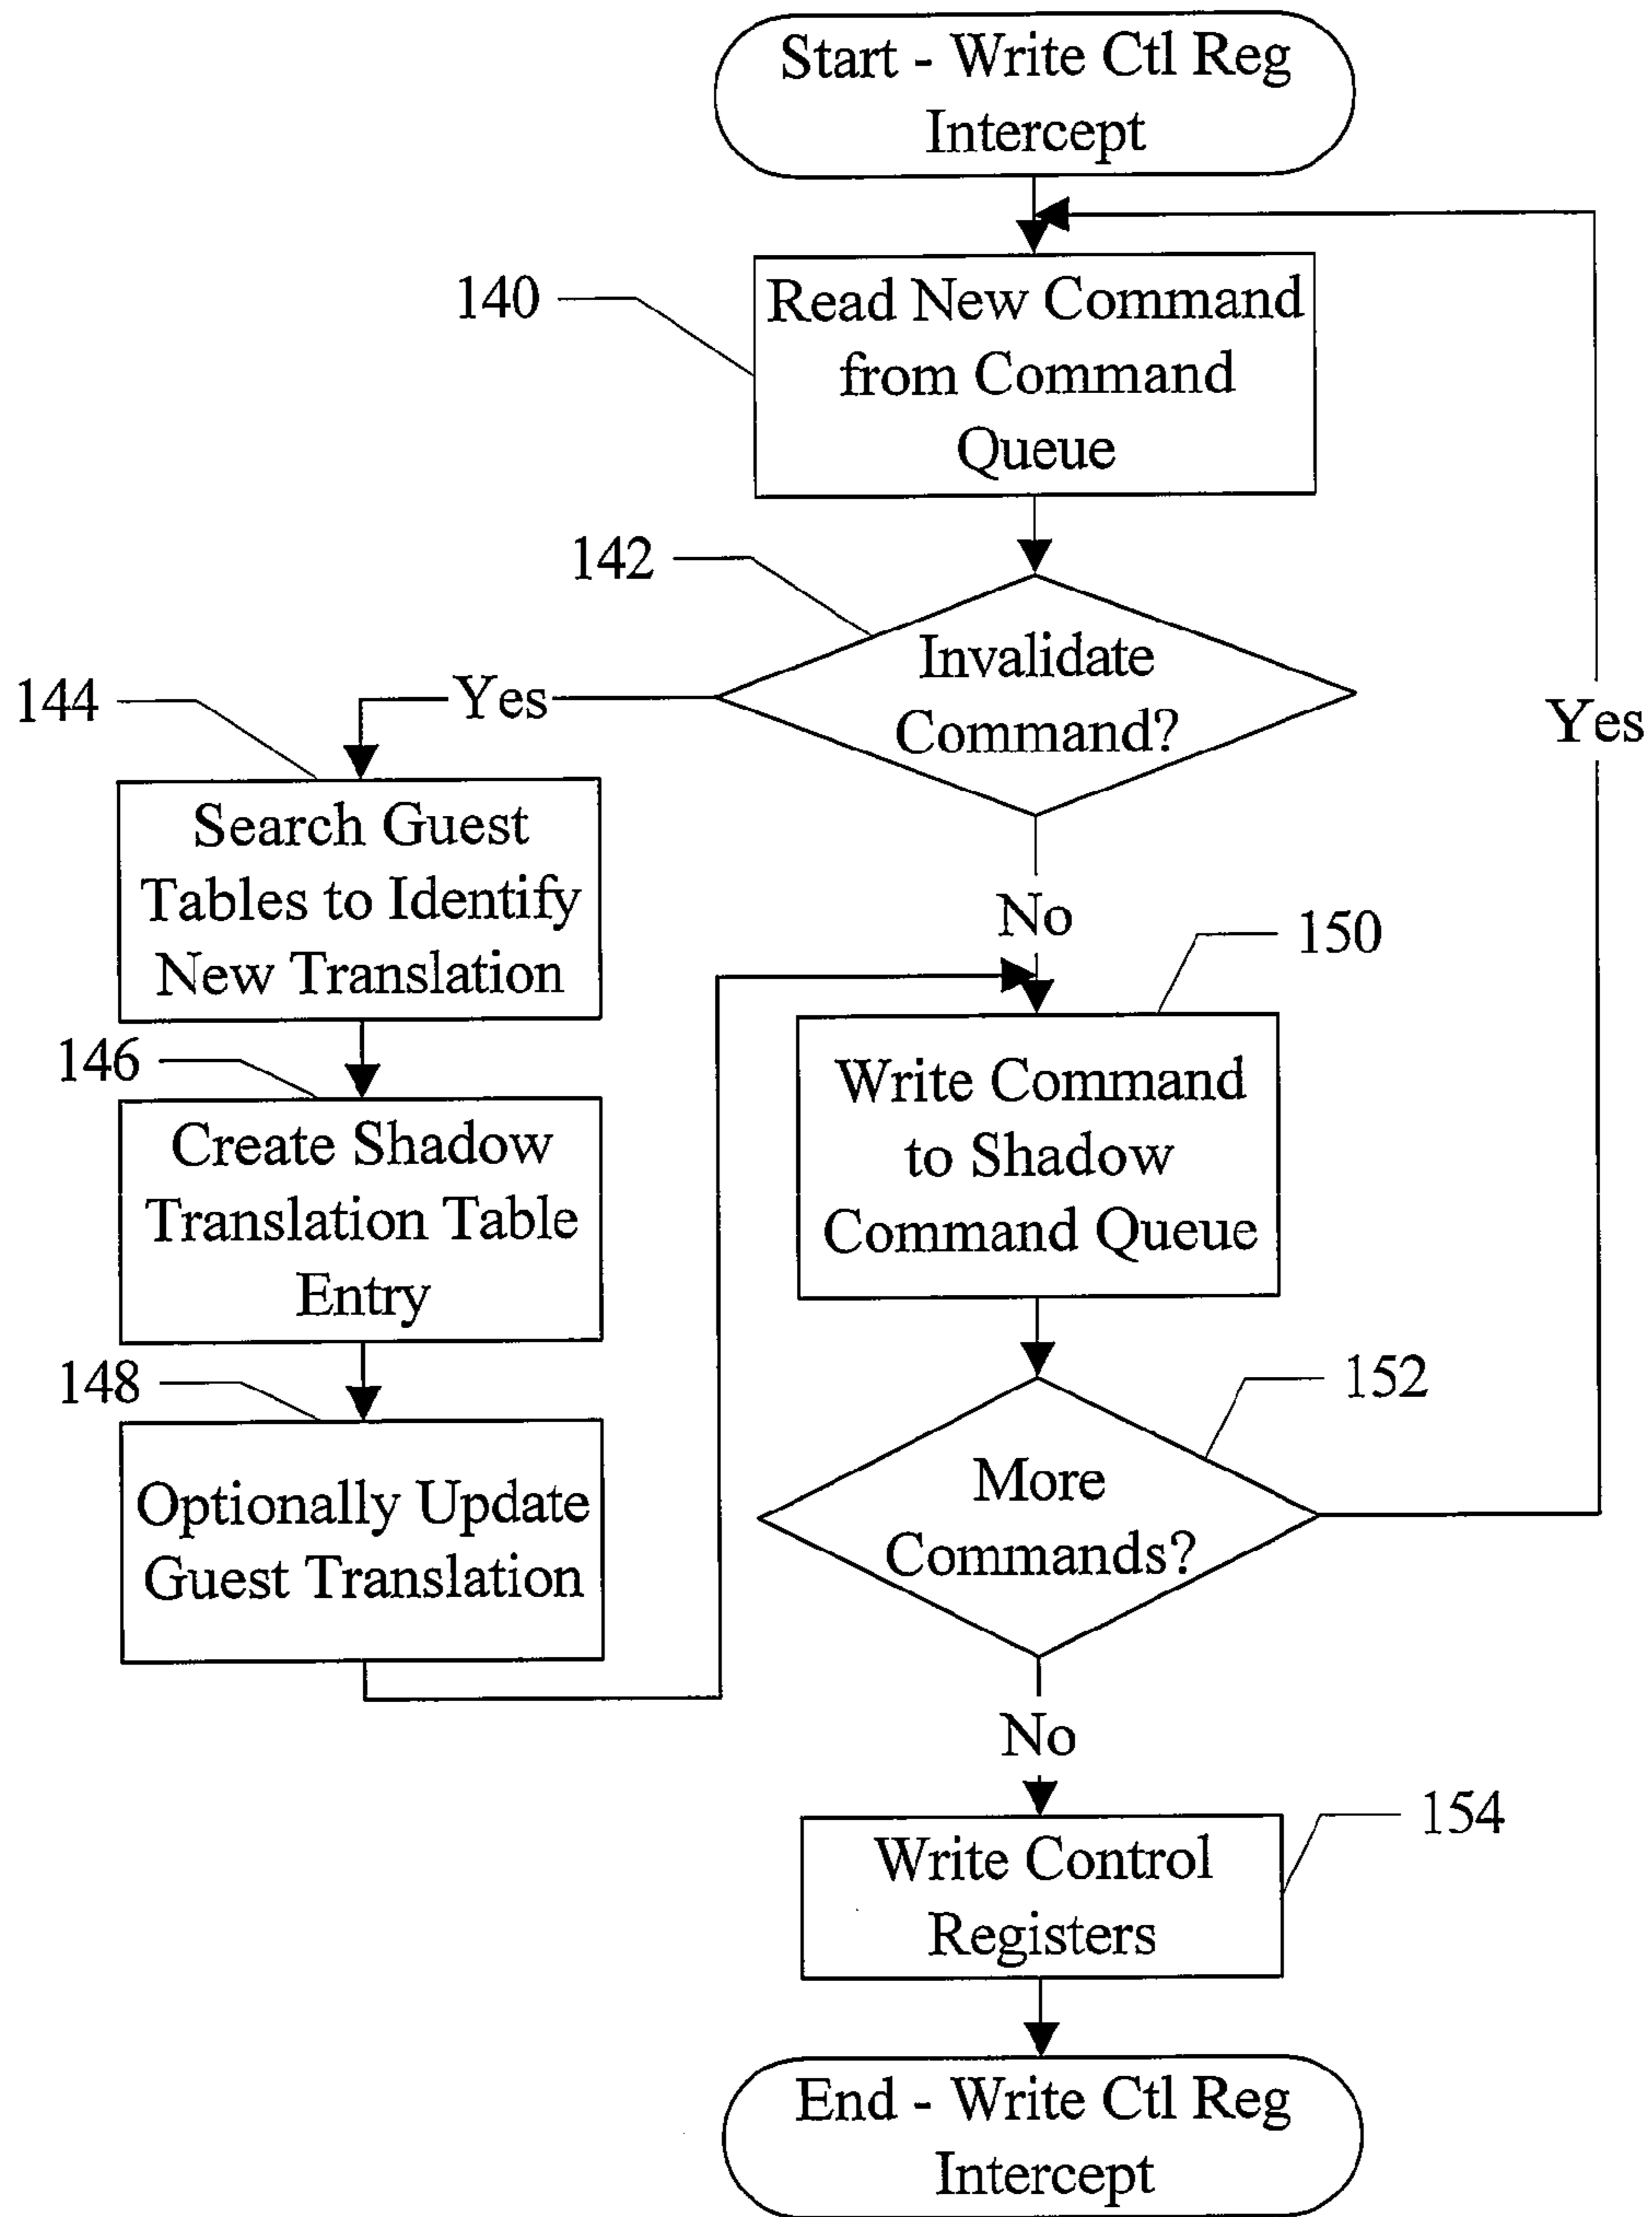 Start - Write Ctl Reg
Intercept
140
Read New Command
from Command
Queue
142
Invalidate
Command?
Yes
Yes
144
Search Guest
Tables to Identify
New Translation
No
150
146
Create Shadow
Translation Table
Entry
Write Command
to Shadow
Command Queue
148
Optionally Update
Guest Translation
152
More
Commands?
No
154
Write Control
Registers
End - Write Ctl Reg
Intercept